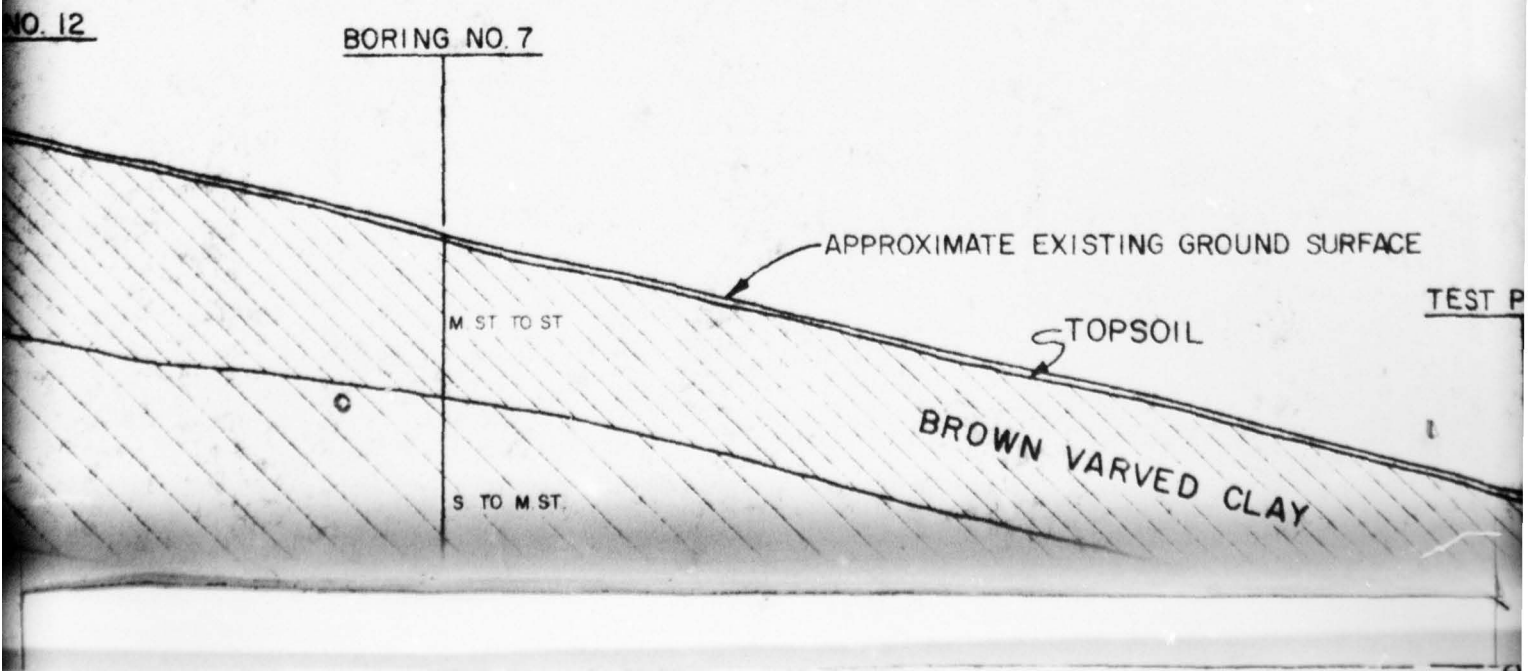 NO. 12
BORING NO. 7
APPROXIMATE EXISTING GROUND SURFACE
TEST P
M. ST TO ST
TOPSOIL
BROWN VARVED CLAY
S TO M. ST.